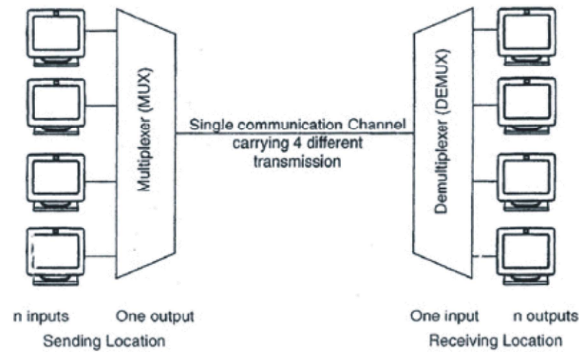 Multiplexer (MUX)
Single communication Channel
carrying 4 different
transmission
Demultiplexer (DEMUX)
n inputs
One output
One input
n outputs
Sending Location
Receiving Location